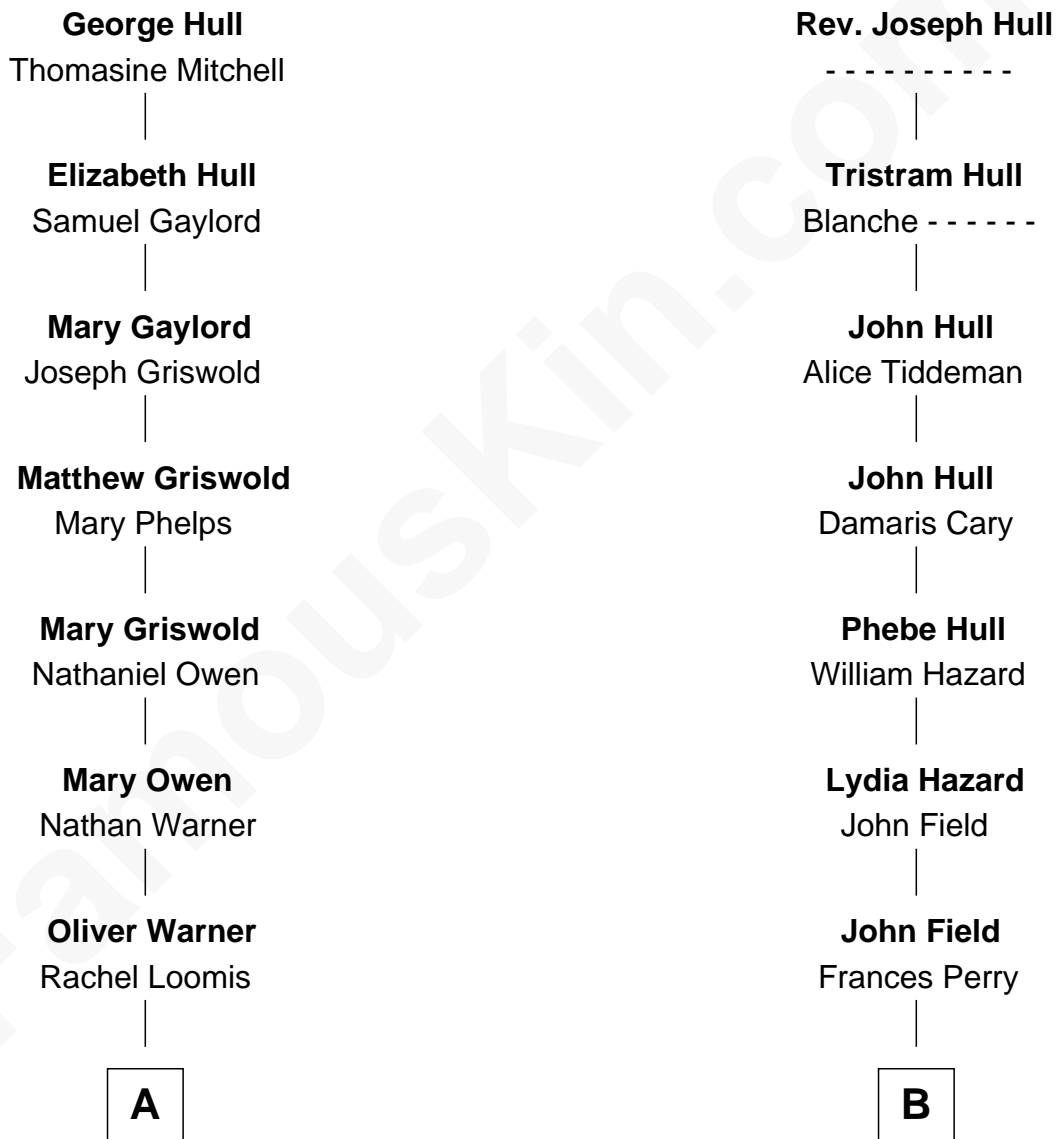 George Hull
Thomasine Mitchell
Elizabeth Hull
Samuel Gaylord
Mary Gaylord
Joseph Griswold
Matthew Griswold
Mary Phelps
Mary Griswold
Nathaniel Owen
Mary Owen
Nathan Warner
Oliver Warner
Rachel Loomis
A
Rev. Joseph Hull
- - - - - - - - - -
Tristram Hull
Blanche - - - - - -
John Hull
Alice Tiddeman
John Hull
Damaris Cary
Phebe Hull
William Hazard
Lydia Hazard
John Field
John Field
Frances Perry
B
FamousKin.com